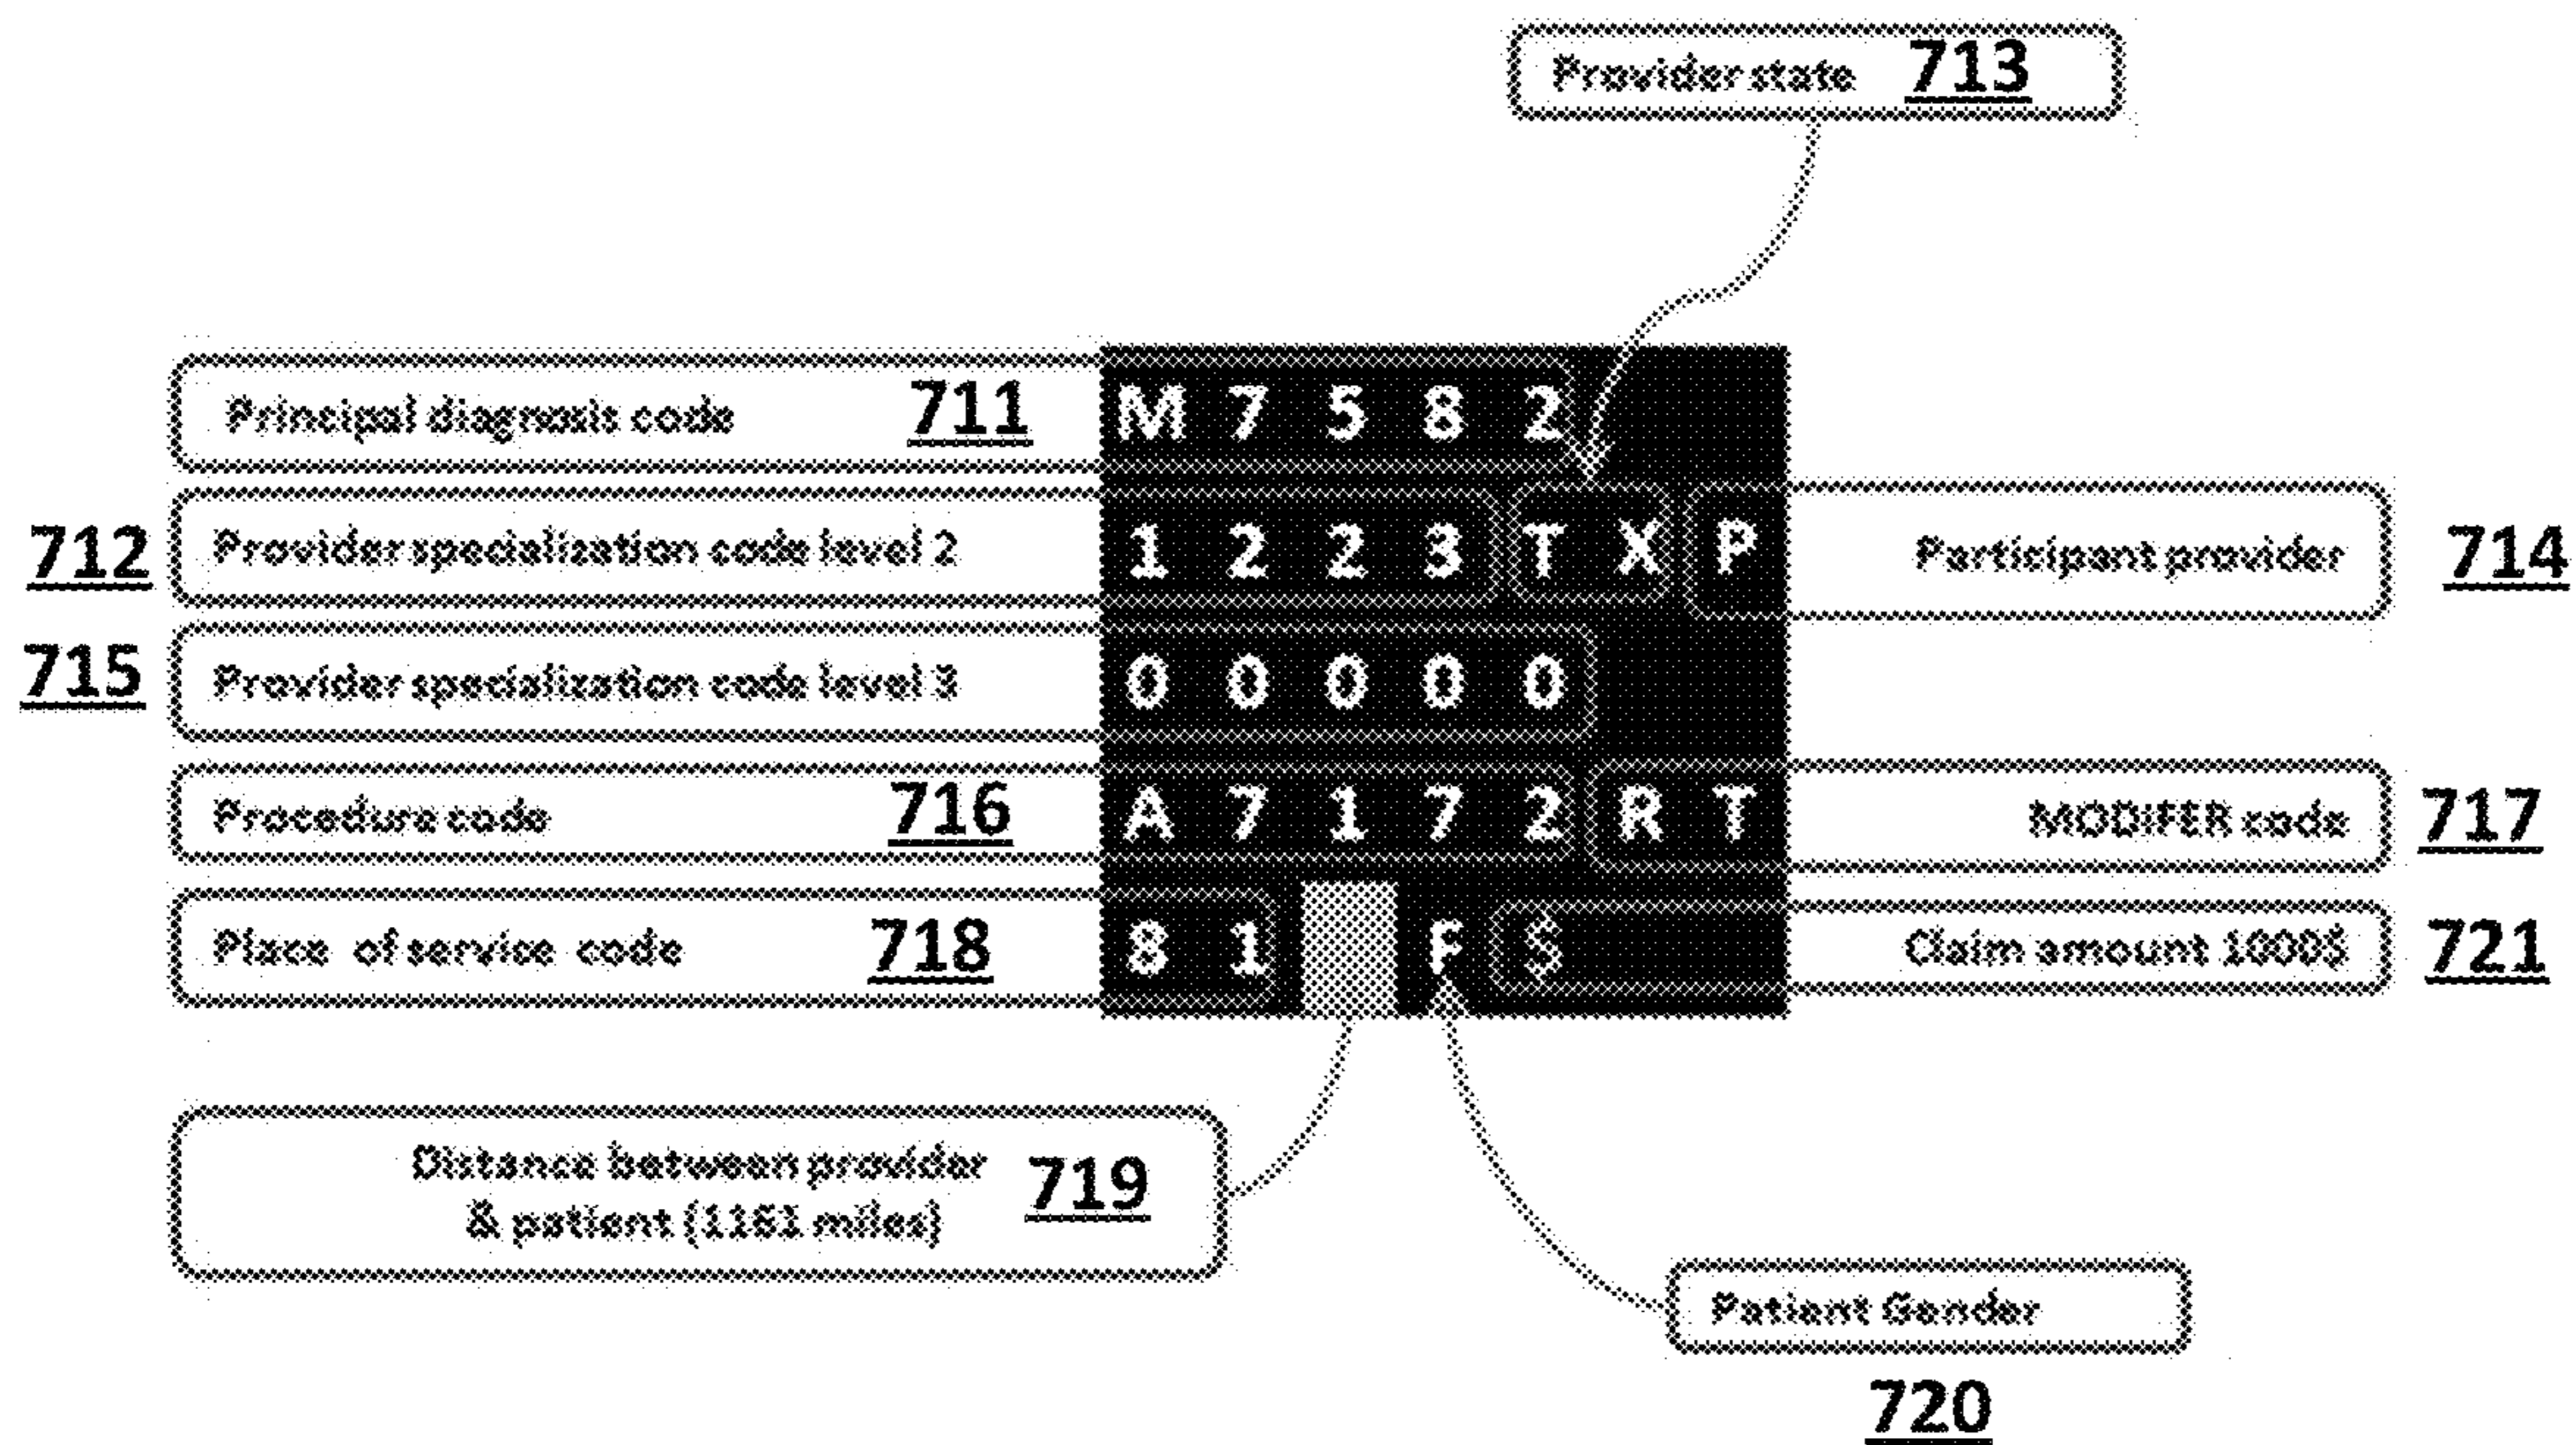 Provider state 713
Principal diagnosis code 711 M 7 5 8 2
712 Provider specialization code level 2 1 2 2 3 T X P Participant provider 714
715 Provider specialization code level 3 0 0 0 0 0
Procedure code 716 A 7 1 7 2 R T MODIFER code 717
Place of service code 718 8 1 F $ Claim amount 1000$ 721
Distance between provider 719
& patient (1161 miles)
Patient Gender
720